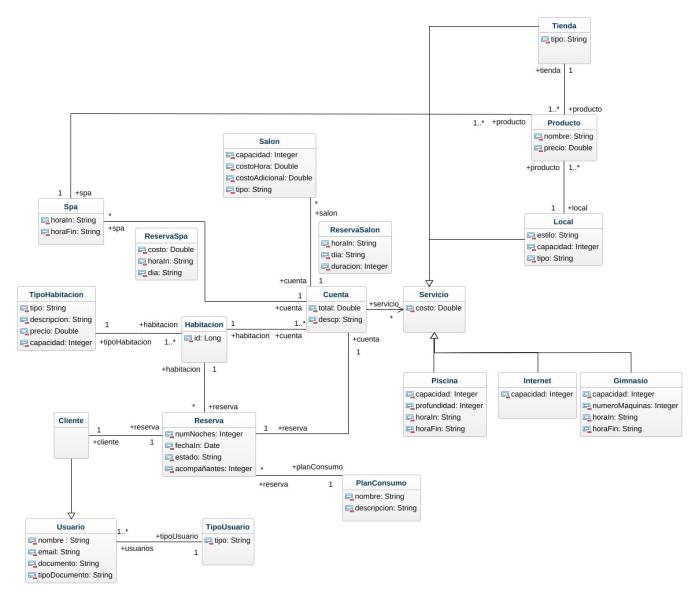 Tienda
tipo: String
+tienda 1
1..* +producto
1..* +producto
Producto
nombre: String
precio: Double
+producto 1..*
1 +local
Local
estilo: String
capacidad: Integer
tipo: String
Salon
capacidad: Integer
costoHora: Double
costoAdicional: Double
tipo: String
*
+salon
1 +spa
Spa
horaIn: String
horaFin: String
*
+spa
ReservaSpa
costo: Double
horaIn: String
dia: String
ReservaSalon
horaIn: String
dia: String
duracion: Integer
+cuenta 1
1
+cuenta
Cuenta
total: Double
descp: String
+servicio
*
Servicio
costo: Double
TipoHabitacion
tipo: String
descripcion: String
precio: Double
capacidad: Integer
1 +habitacion
+tipoHabitacion 1..*
Habitacion
id: Long
1 1..*
+habitacion +cuenta
+cuenta
1
+habitacion 1
* +reserva
Piscina
capacidad: Integer
profundidad: Integer
horaIn: String
horaFin: String
Internet
capacidad: Integer
Gimnasio
capacidad: Integer
numeroMaquinas: Integer
horaIn: String
horaFin: String
Cliente
1 +reserva
+cliente 1
Reserva
numNoches: Integer
fechaIn: Date
estado: String
acompañantes: Integer
1 +reserva
* +planConsumo
+reserva 1
PlanConsumo
nombre: String
descripcion: String
Usuario
nombre : String
email: String
documento: String
tipoDocumento: String
1..* +tipoUsuario
+usuarios 1
TipoUsuario
tipo: String